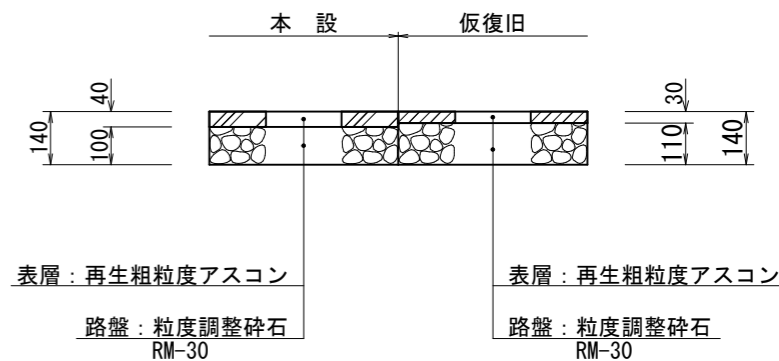 本　設
仮復旧
40
100
140
30
110
140
表層：再生粗粒度アスコン
路盤：粒度調整砕石
RM-30
表層：再生粗粒度アスコン
路盤：粒度調整砕石
RM-30